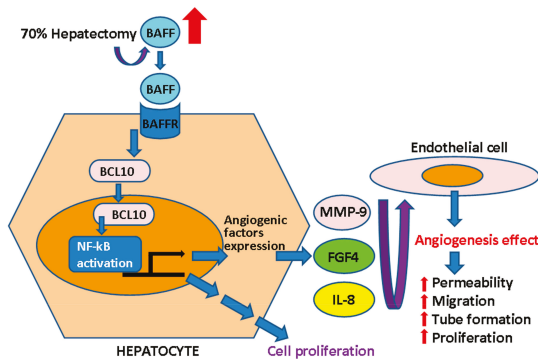 70% Hepatectomy
BAFF
BAFF
BAFFR
BCL10
BCL10
NF-kB
activation
Angiogenic
factors
expression
HEPATOCYTE
Cell proliferation
MMP-9
FGF4
IL-8
Endothelial cell
Angiogenesis effect
Permeability
Migration
Tube formation
Proliferation